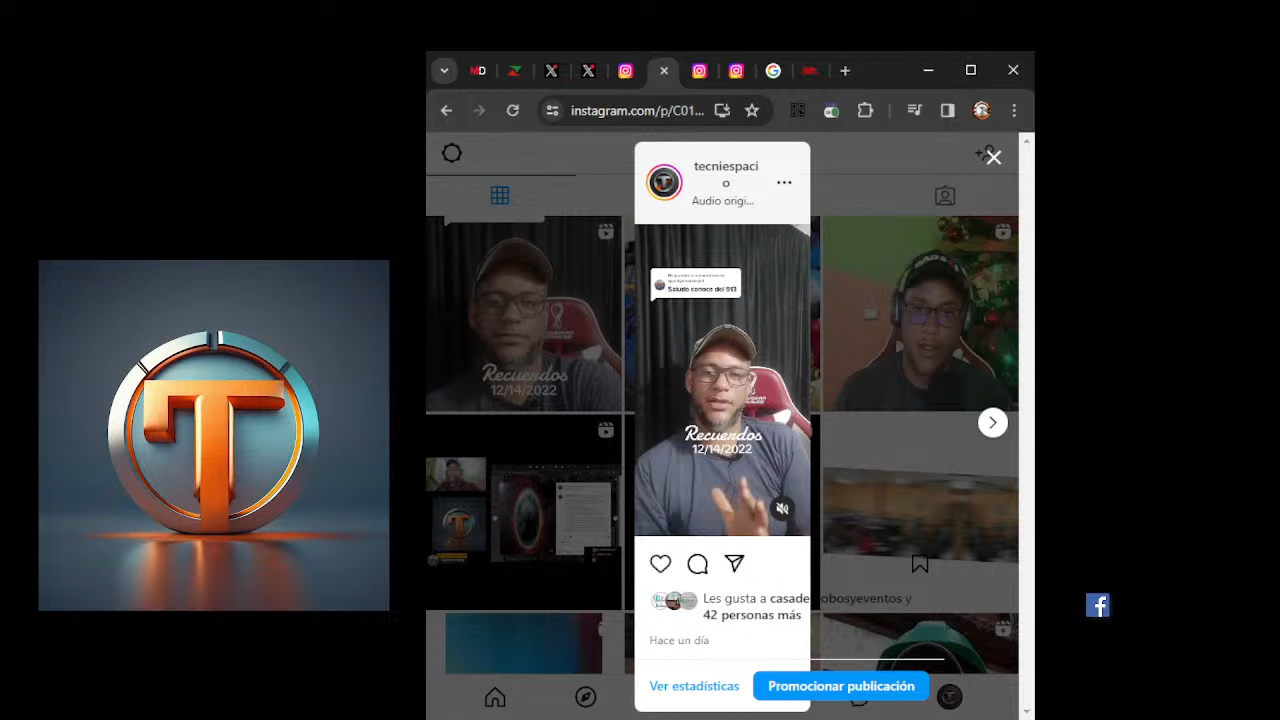 instagram.com/p/C01...
tecniespaci
o
Audio origi...
Saludo conoce del 513
Recuerdos
12/14/2022
Recuerdos
12/14/2022
Les gusta a casade obosyeventos y
42 personas más
Hace un día
Ver estadísticas
Promocionar publicación
T
MD